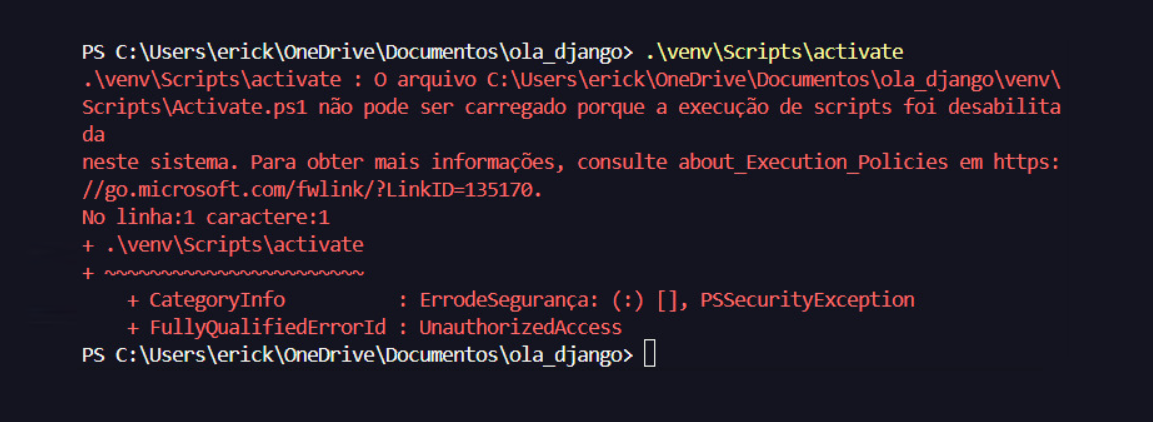 PS C:\Users\erick\OneDrive\Documentos\ola_django> .\venv\Scripts\activate
.\venv\Scripts\activate : O arquivo C:\Users\erick\OneDrive\Documentos\ola_django\venv\
Scripts\Activate.ps1 não pode ser carregado porque a execução de scripts foi desabilita
da
neste sistema. Para obter mais informações, consulte about_Execution_Policies em https:
//go.microsoft.com/fwlink/?LinkID=135170.
No linha:1 caractere:1
+ .\venv\Scripts\activate
+ ~~~~~~~~~~~~~~~~~~~~~~~
    + CategoryInfo          : ErrodeSegurança: (:) [], PSSecurityException
    + FullyQualifiedErrorId : UnauthorizedAccess
PS C:\Users\erick\OneDrive\Documentos\ola_django>